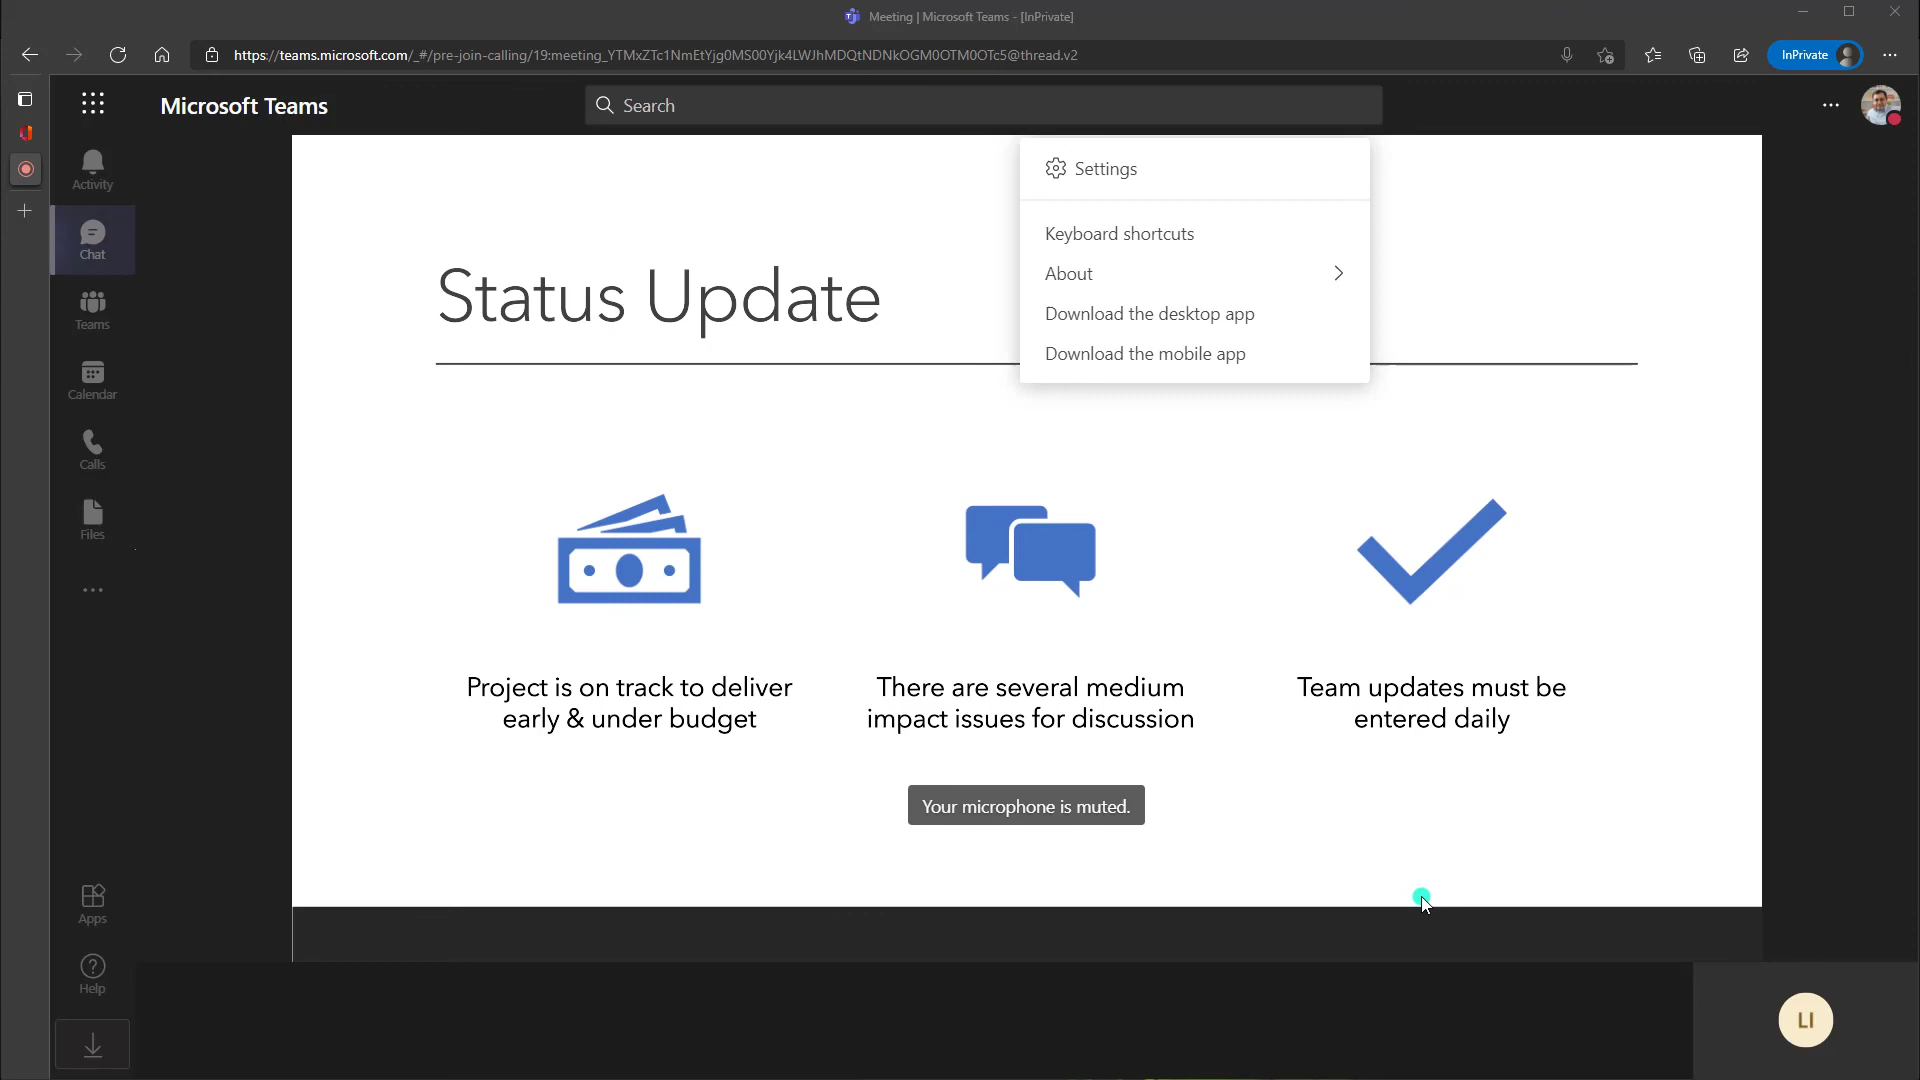 Meeting | Microsoft Teams - [InPrivate]
https://teams.microsoft.com/_#/pre-join-calling/19:meeting_YTMxZTc1NmEtYjg0MS00Yjk4LWJhMDQtNDNkOGM0OTM0OTc5@thread.v2
InPrivate
Microsoft Teams
Search
Activity
Chat
Teams
Calendar
Calls
Files
Apps
Help
Settings
Keyboard shortcuts
About
Download the desktop app
Download the mobile app
Status Update
Project is on track to deliver
early & under budget
There are several medium
impact issues for discussion
Team updates must be
entered daily
Your microphone is muted.
LI